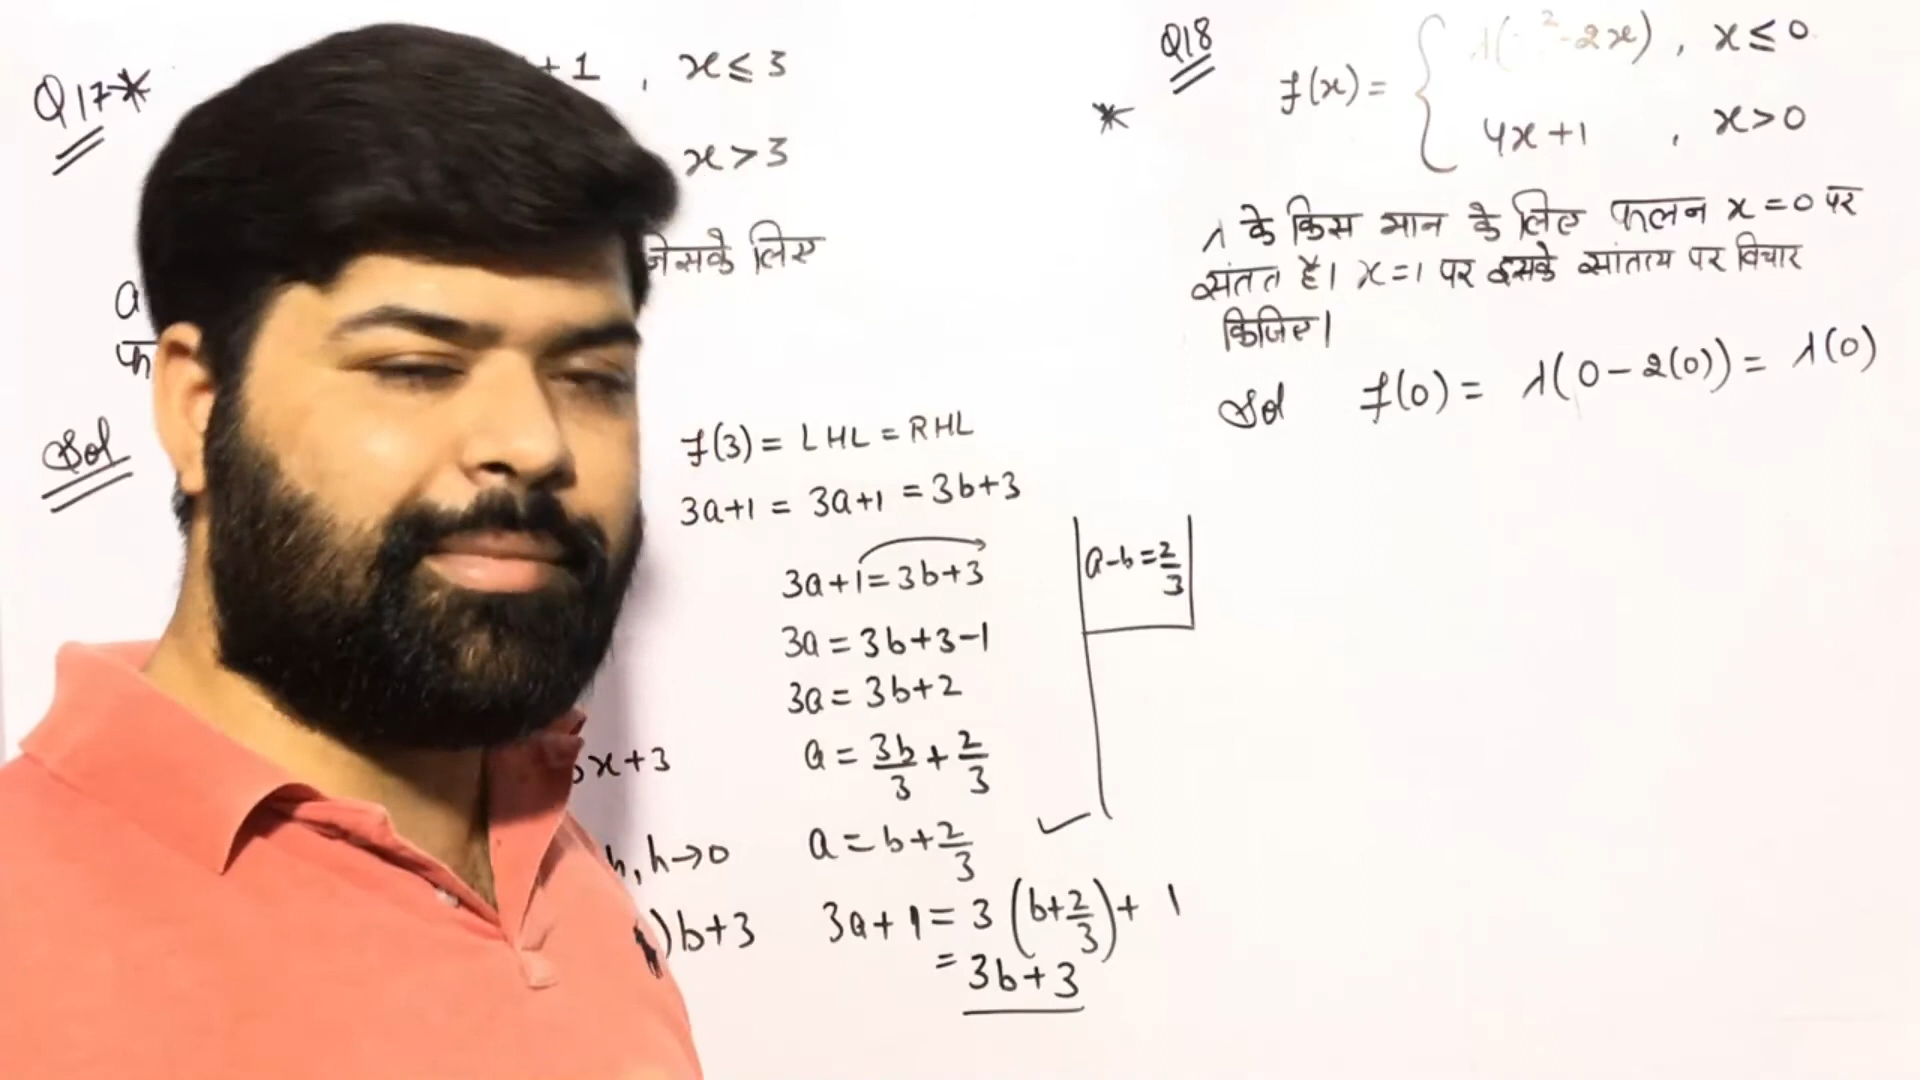 Q17*
+ 1 , x ≤ 3
x > 3
जिसके लिए
a
फ
Sol
f(3) = LHL = RHL
3a+1 = 3a+1 = 3b+3
3a+1 = 3b+3
3a = 3b+3-1
3a = 3b+2
x+3
a = 3b/3 + 2/3
h, h→0
a = b+2/3
)b+3
3a+1 = 3(b+2/3)+ 1
= 3b+3
a-b = 2/3
Q18
*
f(x) = { λ( ²-2x) , x ≤ 0
4x+1 , x>0
λ के किस मान के लिए फलन x=0 पर
संतत है। x=1 पर इसके सांतत्य पर विचार
किजिए।
Sol f(0) = λ(0-2(0)) = λ(0)